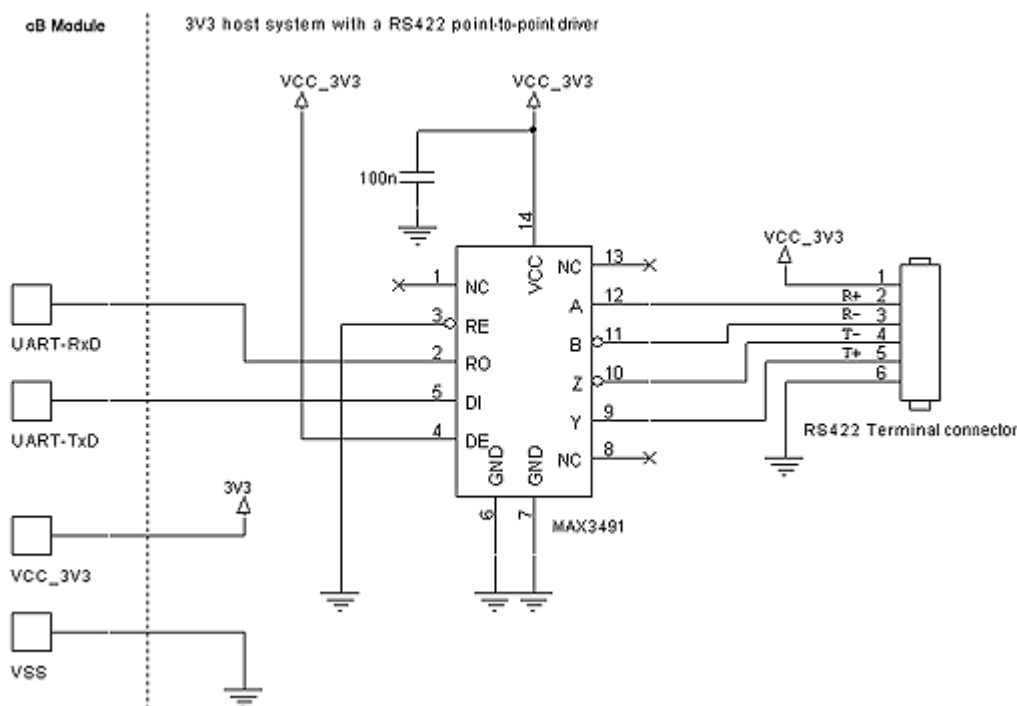 cB Module
3V3 host system with a RS422 point-to-point driver
VCC_3V3
VCC_3V3
100n
14
VCC_3V3
1
NC
VCC
NC
13
1
A
12
R+
2
3
RE
R-
3
UART-RxD
B
11
T-
4
2
RO
T+
5
Z
10
6
5
DI
Y
9
RS422 Terminal connector
UART-TxD
4
DE
GND
GND
NC
8
3V3
6
7
MAX3491
VCC_3V3
VSS